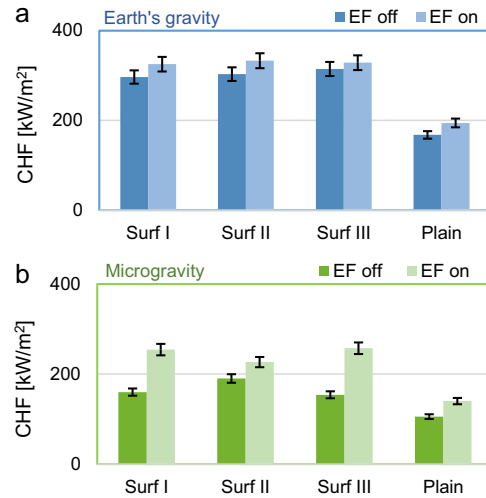 a
Earth's gravity
EF off
EF on
CHF [kW/m²]
400
200
0
Surf I
Surf II
Surf III
Plain
b
Microgravity
EF off
EF on
CHF [kW/m²]
400
200
0
Surf I
Surf II
Surf III
Plain